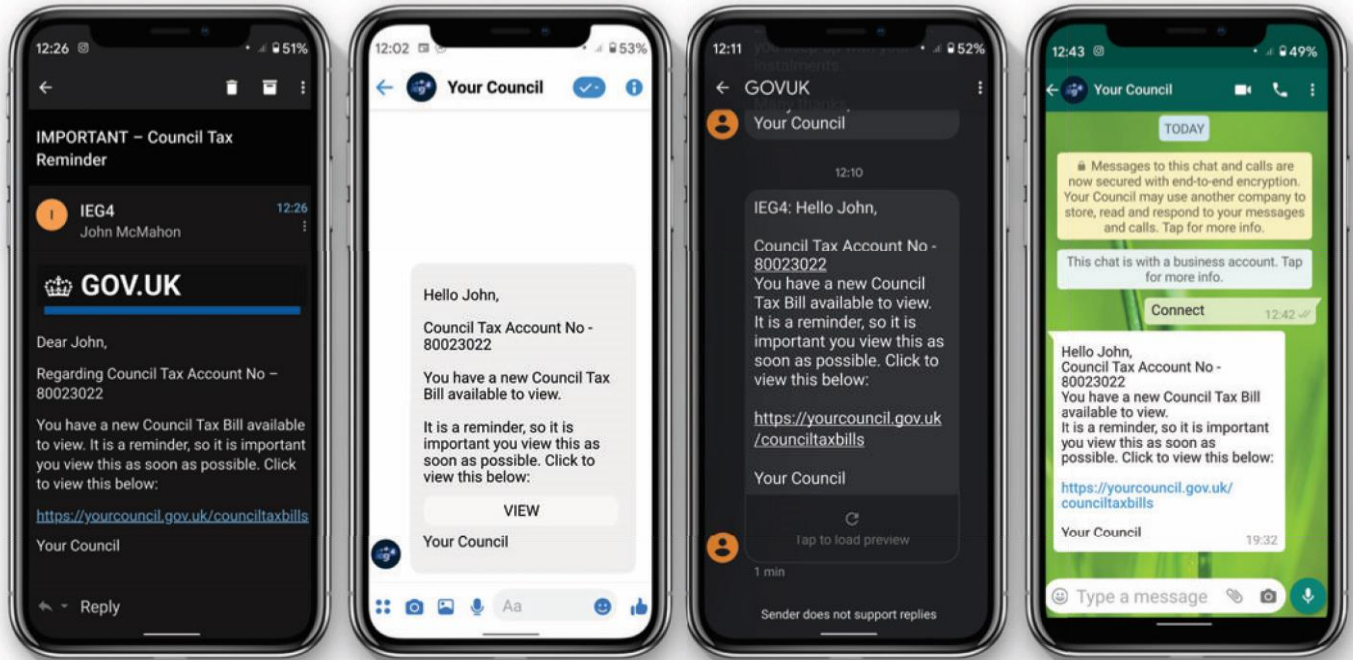 12:26
51%
IMPORTANT – Council Tax
Reminder
I
IEG4
12:26
John McMahon
GOV.UK
Dear John,
Regarding Council Tax Account No –
80023022
You have a new Council Tax Bill available
to view. It is a reminder, so it is important
you view this as soon as possible. Click
to view this below:
https://yourcouncil.gov.uk/counciltaxbills
Your Council
Reply
12:02
53%
Your Council
Hello John,
Council Tax Account No -
80023022
You have a new Council Tax
Bill available to view.
It is a reminder, so it is
important you view this as
soon as possible. Click to
view this below:
VIEW
Your Council
Aa
12:11
52%
instalments.
GOVUK
Many thanks,
Your Council
12:10
IEG4: Hello John,
Council Tax Account No -
80023022
You have a new Council
Tax Bill available to view.
It is a reminder, so it is
important you view this as
soon as possible. Click to
view this below:
https://yourcouncil.gov.uk
/counciltaxbills
Your Council
Tap to load preview
1 min
Sender does not support replies
12:43
49%
Your Council
TODAY
Messages to this chat and calls are
now secured with end-to-end encryption.
Your Council may use another company to
store, read and respond to your messages
and calls. Tap for more info.
This chat is with a business account. Tap
for more info.
Connect
12:42
Hello John,
Council Tax Account No -
80023022
You have a new Council Tax Bill
available to view.
It is a reminder, so it is important
you view this as soon as
possible. Click to view this below:
https://yourcouncil.gov.uk/
counciltaxbills
Your Council
19:32
Type a message